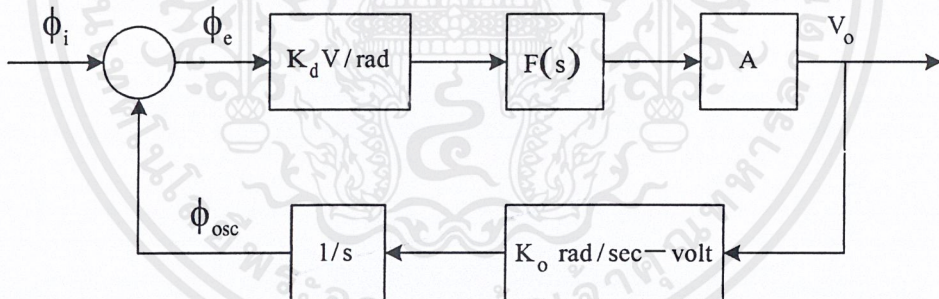 ϕi
ϕe
Kd V/rad
F(s)
A
Vo
ϕosc
1/s
Ko rad/sec−volt